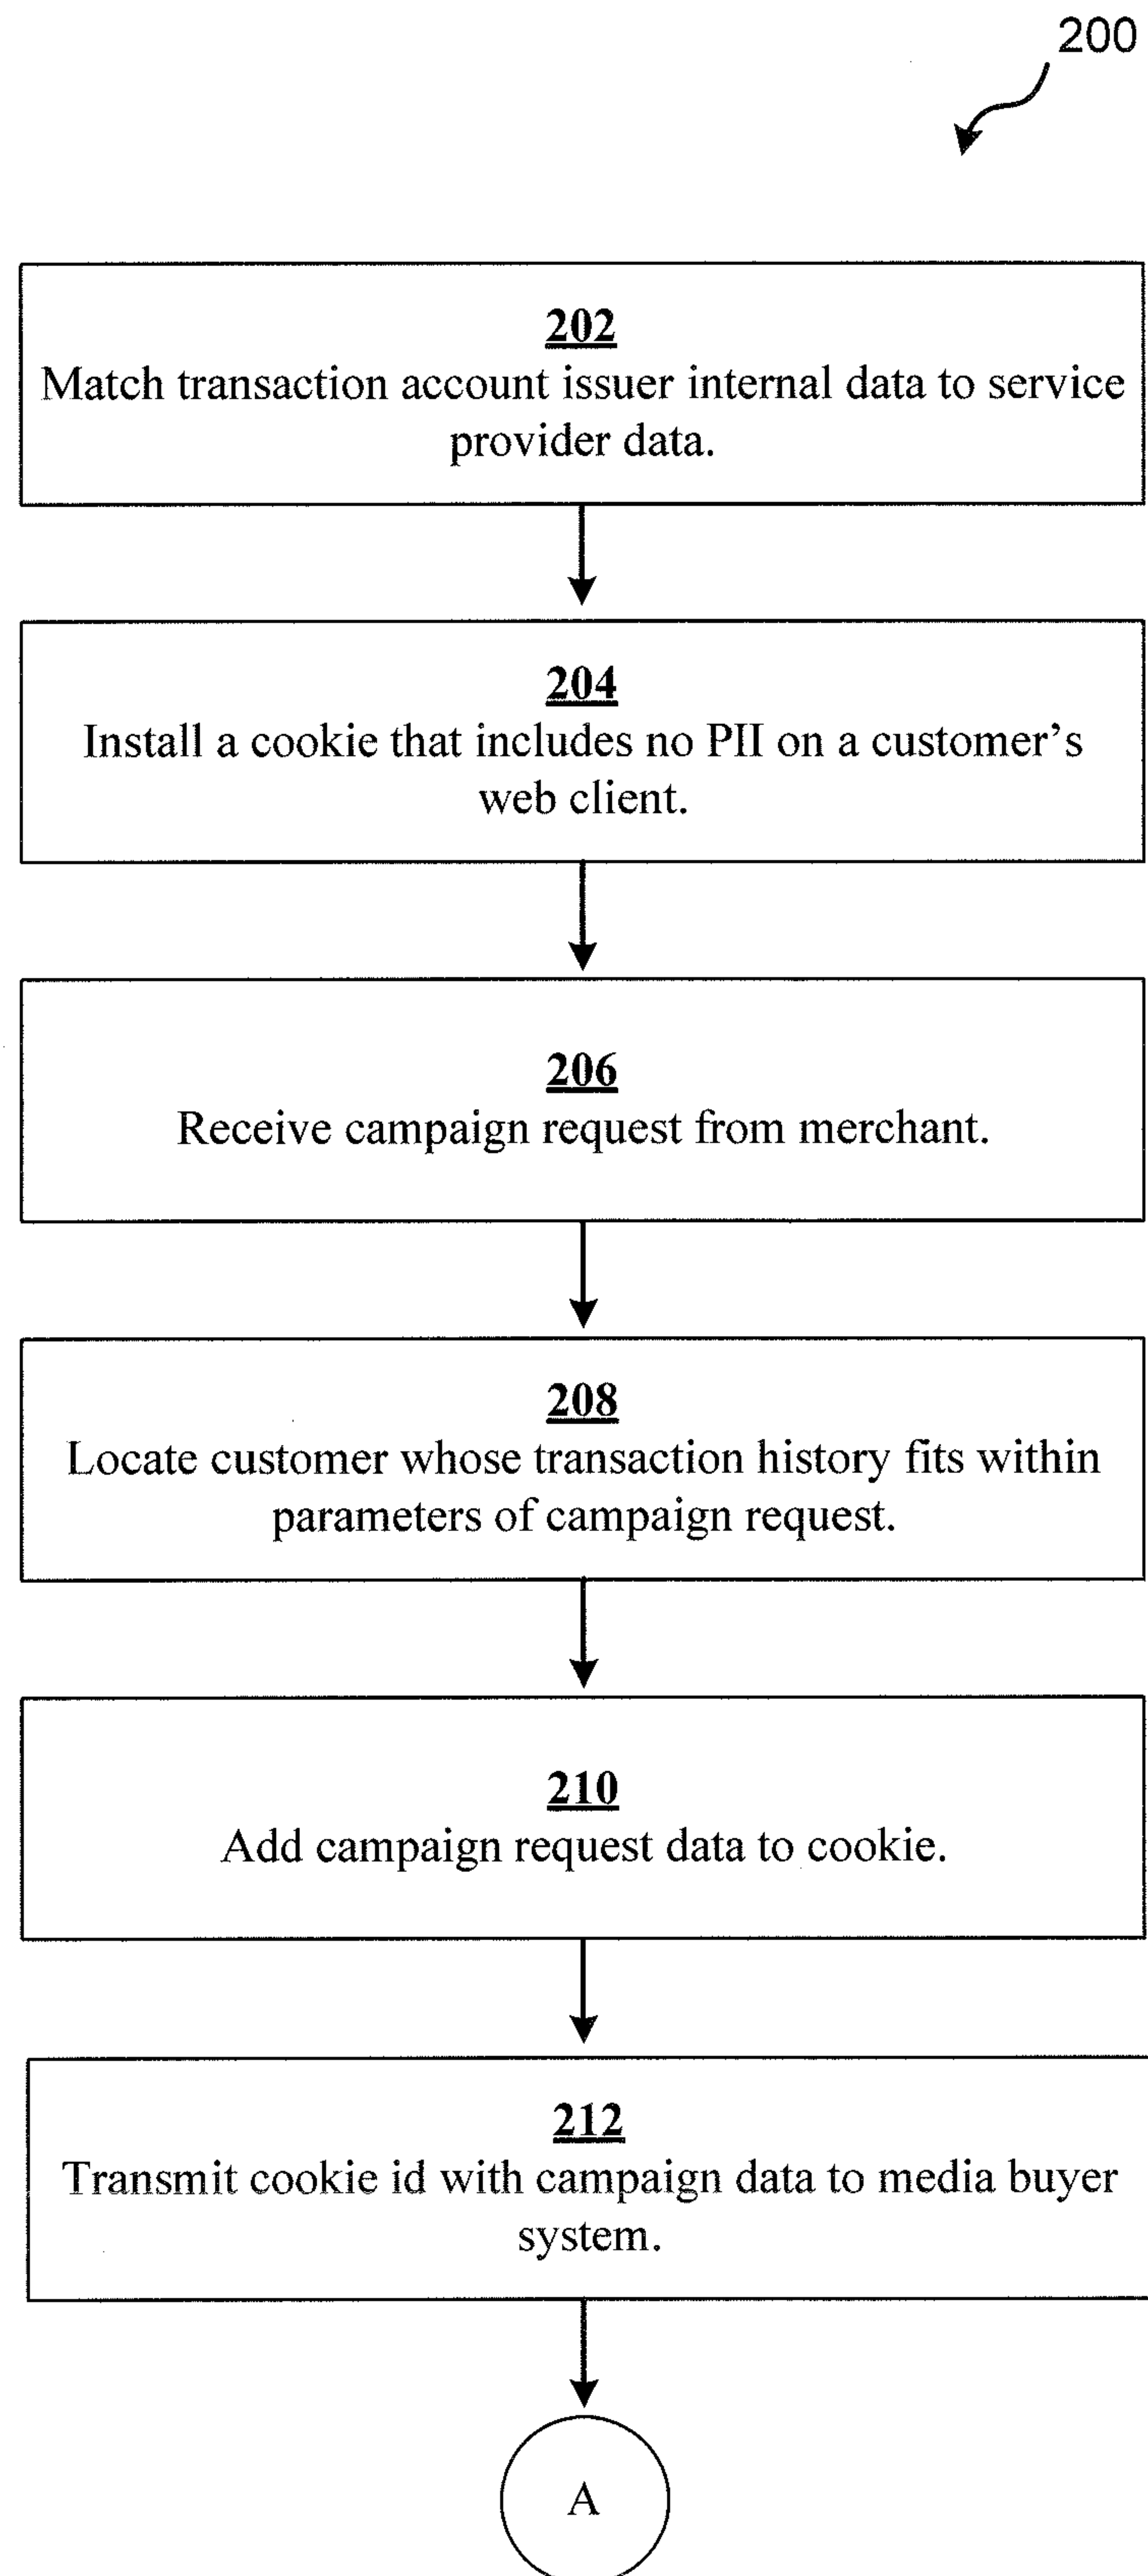 200
202
Match transaction account issuer internal data to service
provider data.
204
Install a cookie that includes no PII on a customer’s
web client.
206
Receive campaign request from merchant.
208
Locate customer whose transaction history fits within
parameters of campaign request.
210
Add campaign request data to cookie.
212
Transmit cookie id with campaign data to media buyer
system.
A